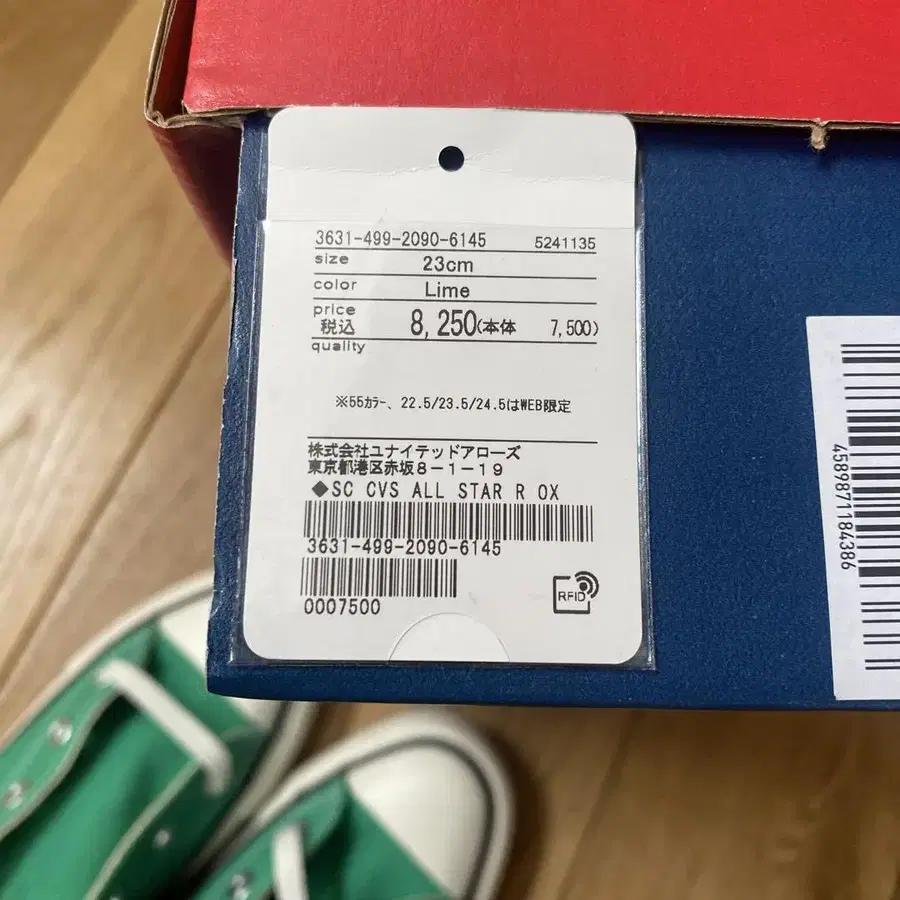 3631-499-2090-6145 5241135
size 23cm
color Lime
price
税込 8,250(本体 7,500)
quality
※55カラー、22.5/23.5/24.5はWEB限定
株式会社ユナイテッドアローズ
東京都港区赤坂8-1-19
◆SC CVS ALL STAR R OX
3631-499-2090-6145
0007500
RFID
4589871184386